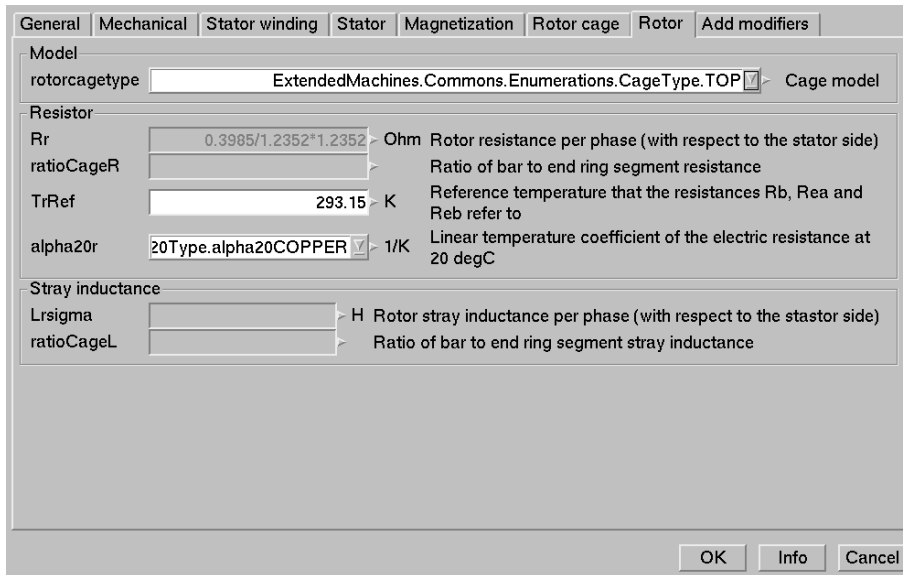 General Mechanical Stator winding Stator Magnetization Rotor cage Rotor Add modifiers
Model
rotorcagetype ExtendedMachines.Commons.Enumerations.CageType.TOP Cage model
Resistor
Rr 0.3985/1.2352*1.2352 Ohm Rotor resistance per phase (with respect to the stator side)
ratioCageR Ratio of bar to end ring segment resistance
TrRef 293.15 K Reference temperature that the resistances Rb, Rea and
Reb refer to
alpha20r 20Type.alpha20COPPER 1/K Linear temperature coefficient of the electric resistance at
20 degC
Stray inductance
Lrsigma H Rotor stray inductance per phase (with respect to the stastor side)
ratioCageL Ratio of bar to end ring segment stray inductance
OK Info Cancel